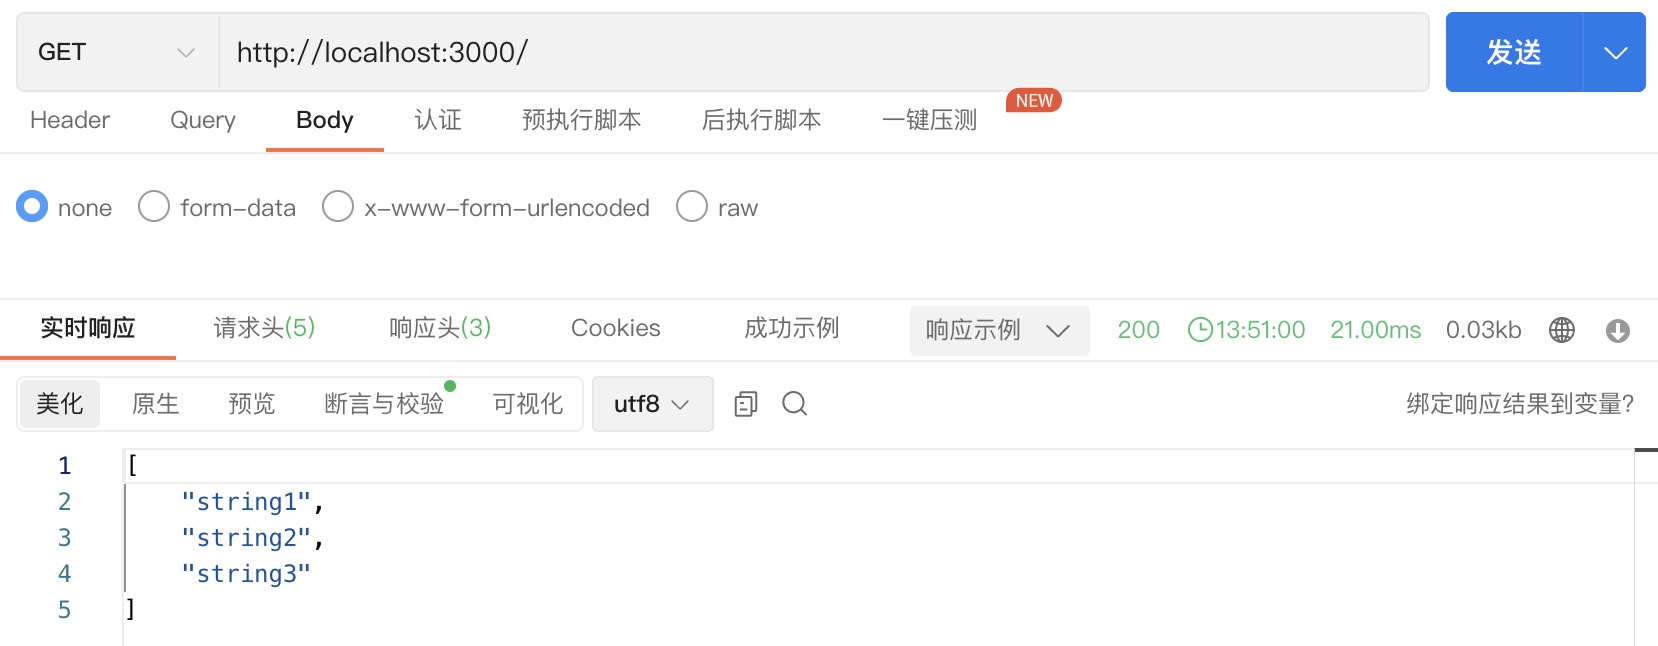 GET http://localhost:3000/ 发送
NEW
Header Query Body 认证 预执行脚本 后执行脚本 一键压测
none form-data x-www-form-urlencoded raw
实时响应 请求头(5) 响应头(3) Cookies 成功示例 响应示例 200 13:51:00 21.00ms 0.03kb
美化 原生 预览 断言与校验 可视化 utf8 绑定响应结果到变量?
1 [
2 "string1",
3 "string2",
4 "string3"
5 ]